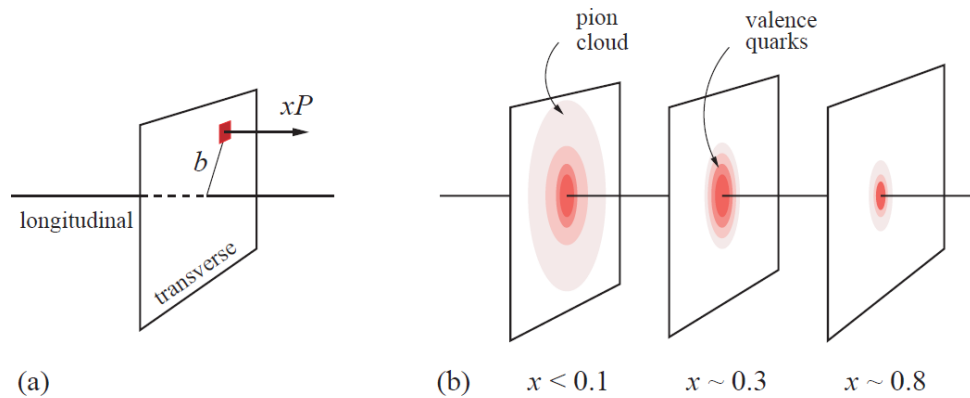 xP
b
longitudinal
transverse
(a)
pion
cloud
valence
quarks
(b)
x < 0.1
x ~ 0.3
x ~ 0.8